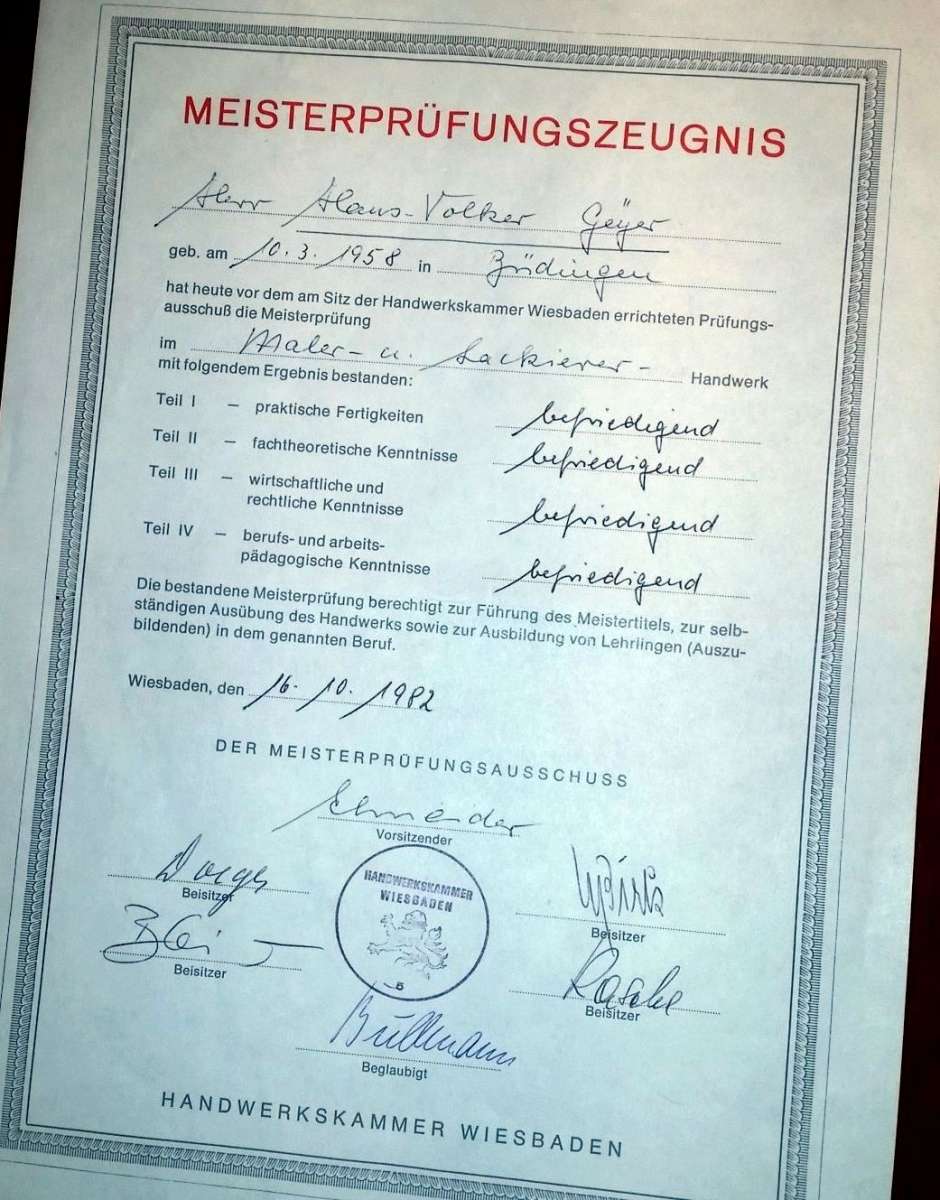 MEISTERPRÜFUNGSZEUGNIS
Herr Klaus-Volker Geyer
geb. am 10.3.1958 in Büdingen
hat heute vor dem am Sitz der Handwerkskammer Wiesbaden errichteten Prüfungs-
ausschuß die Meisterprüfung
im Maler- u. Lackierer- Handwerk
mit folgendem Ergebnis bestanden:
Teil I – praktische Fertigkeiten befriedigend
Teil II – fachtheoretische Kenntnisse befriedigend
Teil III – wirtschaftliche und
rechtliche Kenntnisse befriedigend
Teil IV – berufs- und arbeits-
pädagogische Kenntnisse befriedigend
Die bestandene Meisterprüfung berechtigt zur Führung des Meistertitels, zur selb-
ständigen Ausübung des Handwerks sowie zur Ausbildung von Lehrlingen (Auszu-
bildenden) in dem genannten Beruf.
Wiesbaden, den 16.10.1982
DER MEISTERPRÜFUNGSAUSSCHUSS
Schneider
Vorsitzender
Beisitzer
Beisitzer
HANDWERKSKAMMER
WIESBADEN
5
Beisitzer
Beisitzer
Bullmann
Beglaubigt
HANDWERKSKAMMER WIESBADEN